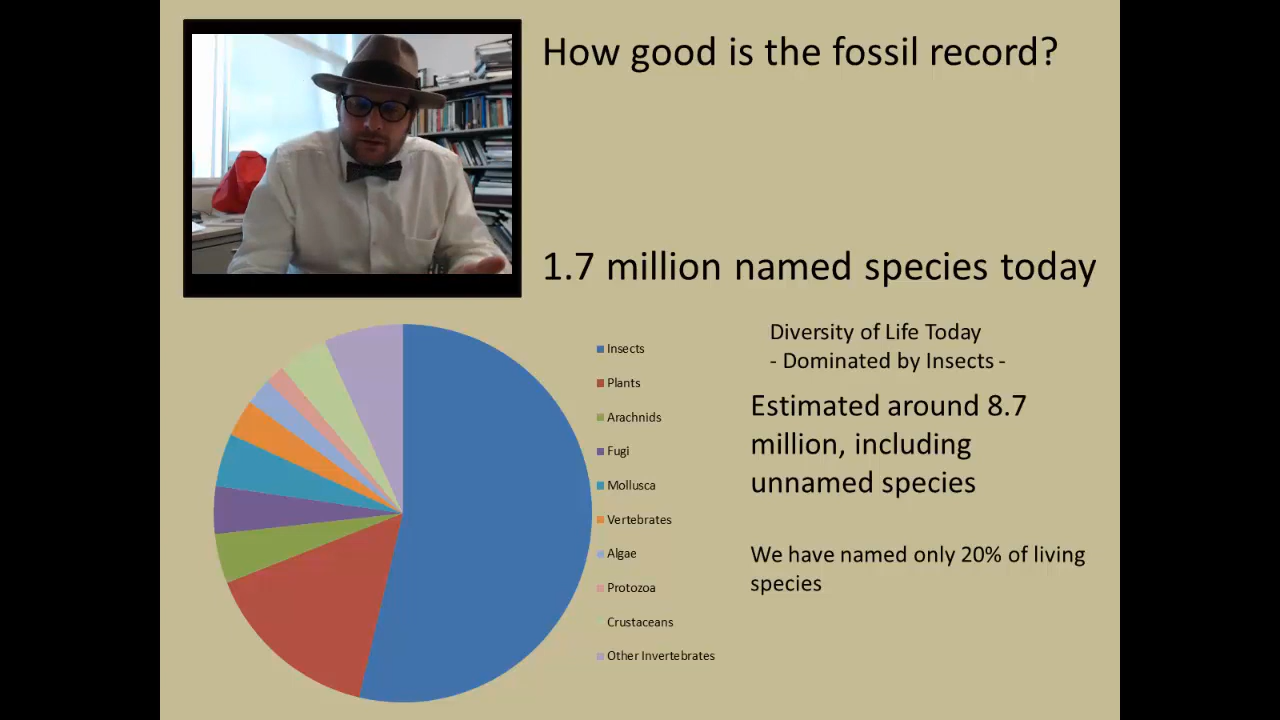 How good is the fossil record?
1.7 million named species today
Diversity of Life Today
- Dominated by Insects -
Estimated around 8.7
million, including
unnamed species
We have named only 20% of living
species
Insects
Plants
Arachnids
Fugi
Mollusca
Vertebrates
Algae
Protozoa
Crustaceans
Other Invertebrates